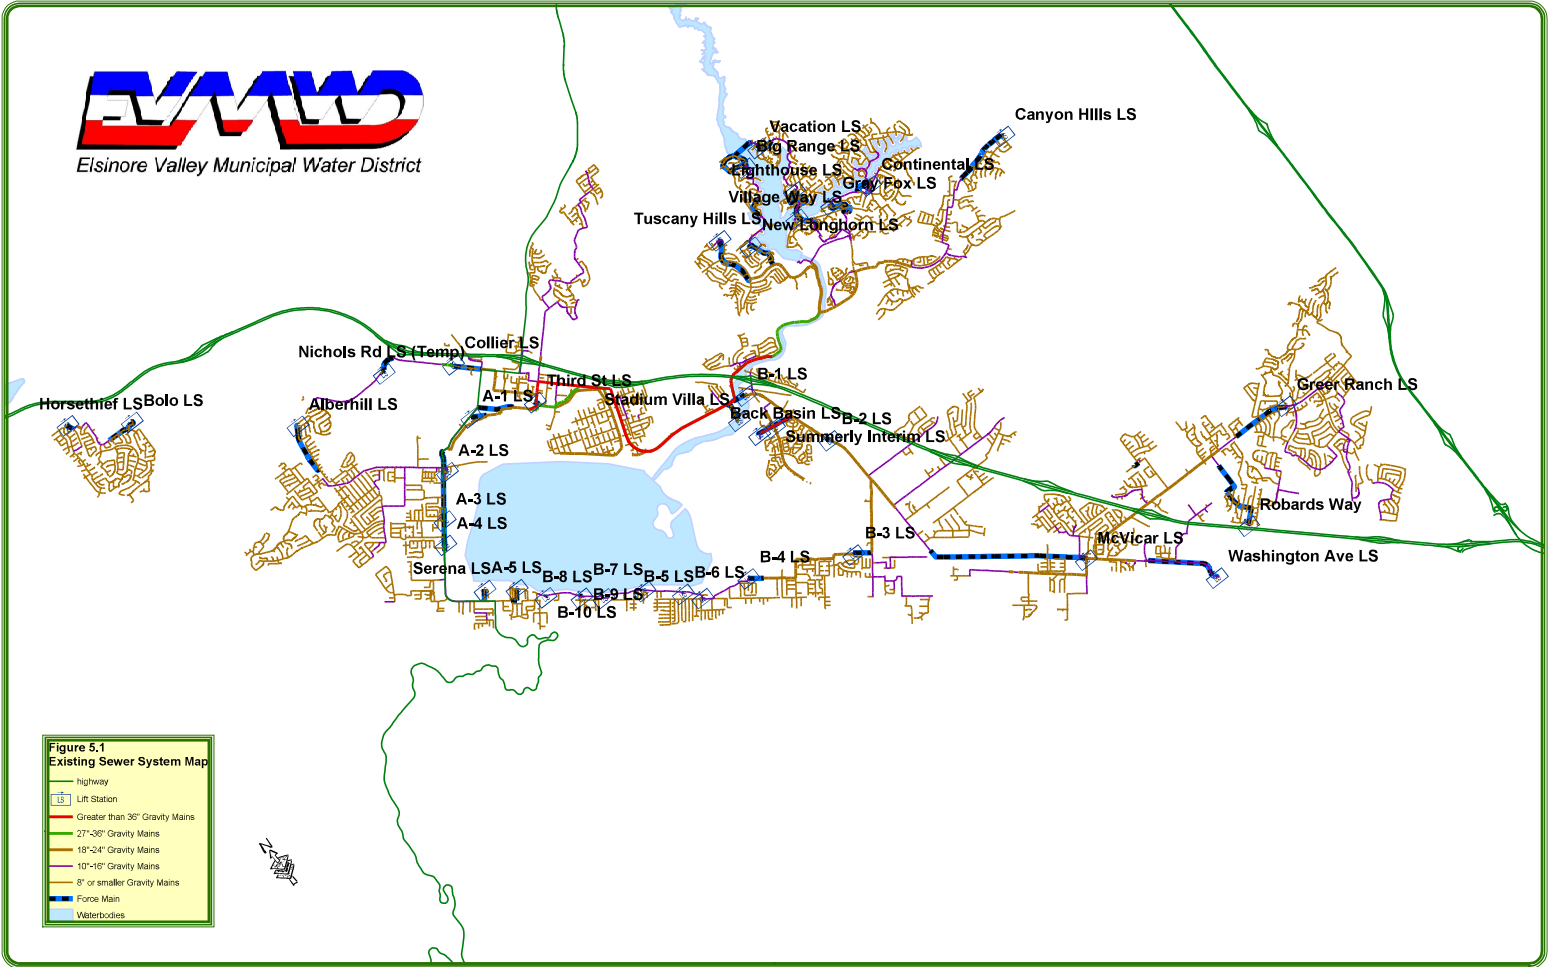 EVMWD
Elsinore Valley Municipal Water District
Canyon HIlls LS
Vacation LS
Big Range LS
Continental LS
Lighthouse LS
Gray Fox LS
Village Way LS
Tuscany Hills LS
New Longhorn LS
Collier LS
Nichols Rd LS (Temp)
Third St LS
B-1 LS
Greer Ranch LS
Horsethief LS
Bolo LS
Alberhill LS
A-1 LS
Stadium Villa LS
Back Basin LS
B-2 LS
Summerly Interim LS
A-2 LS
A-3 LS
Robards Way
A-4 LS
B-3 LS
McVicar LS
B-4 LS
Washington Ave LS
Serena LS
A-5 LS
B-8 LS
B-7 LS
B-5 LS
B-6 LS
B-9 LS
B-10 LS
Figure 5.1
Existing Sewer System Map
highway
LS Lift Station
Greater than 36" Gravity Mains
27"-36" Gravity Mains
18"-24" Gravity Mains
10"-16" Gravity Mains
8" or smaller Gravity Mains
Force Main
Waterbodies
N